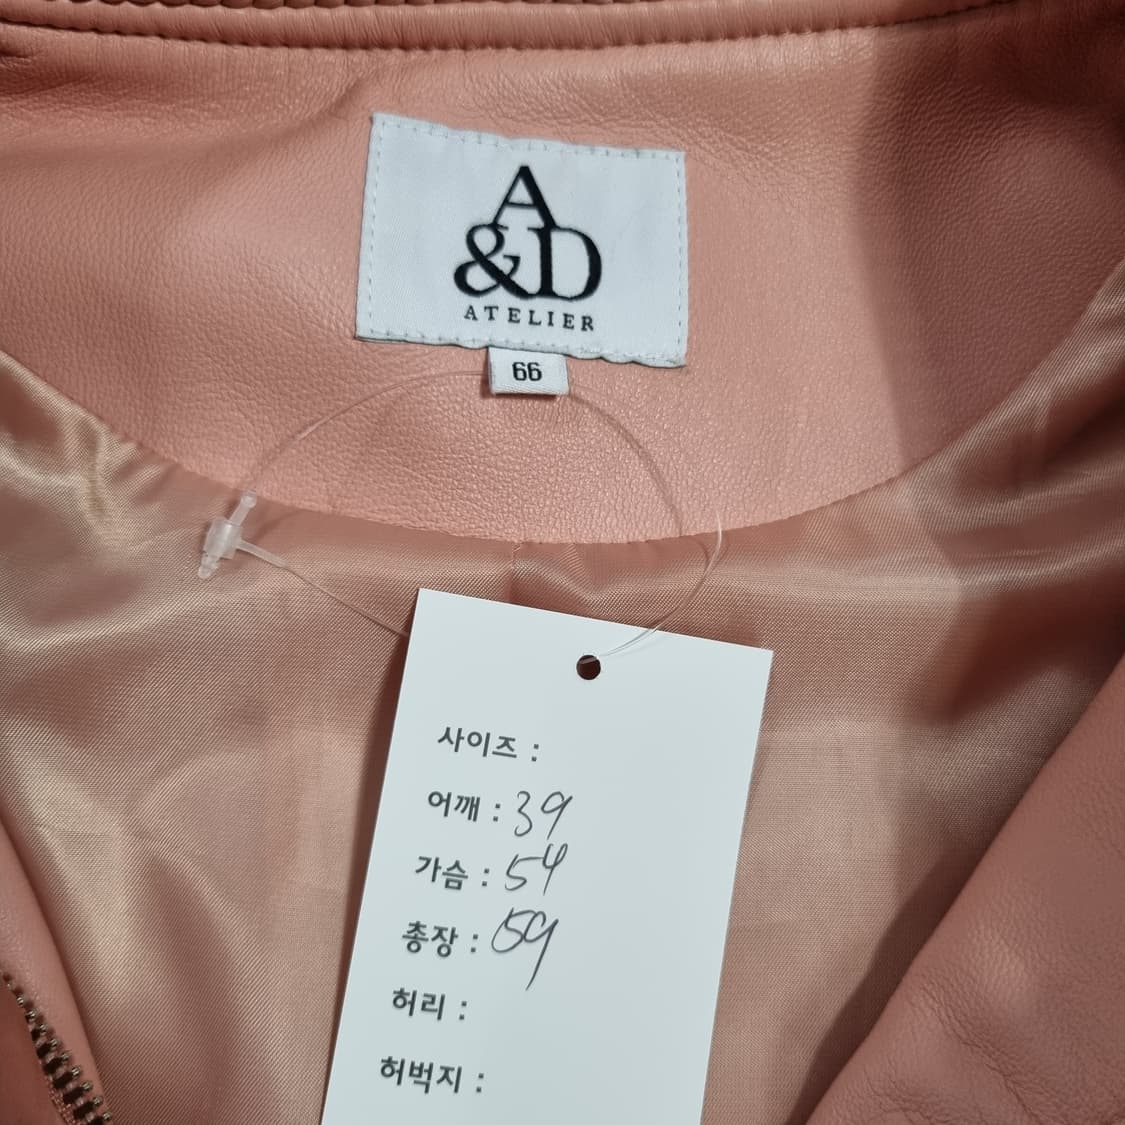 A
&D
ATELIER
66
사이즈 :
어깨 : 39
가슴 : 54
총장 : 59
허리 :
허벅지 :